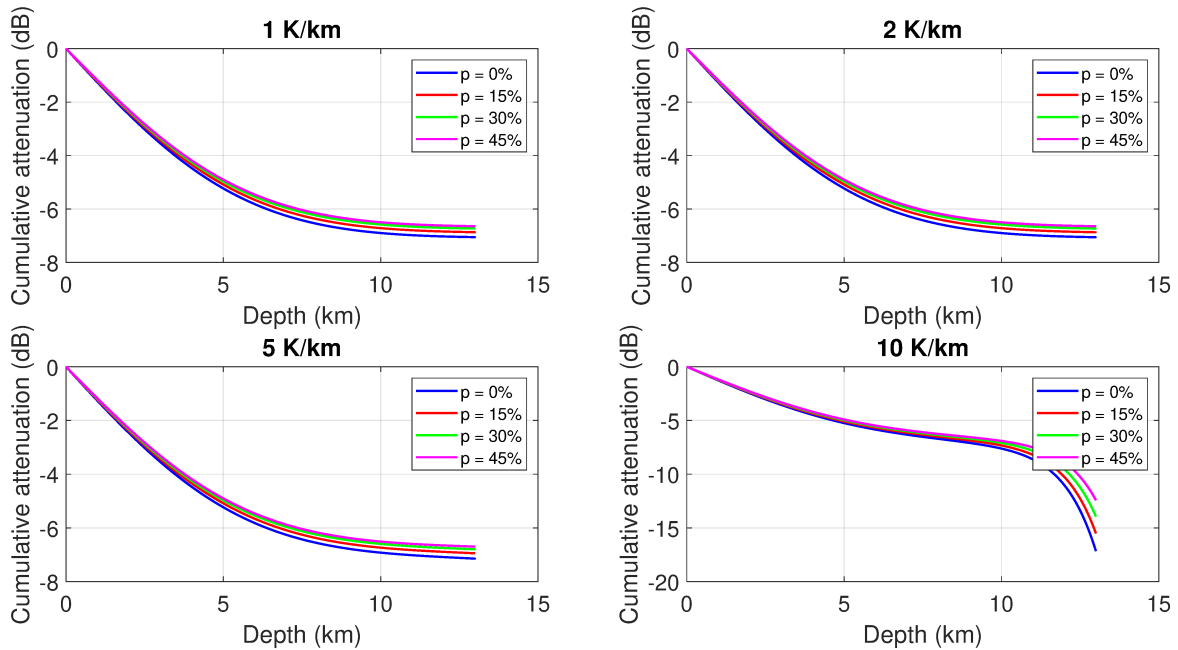 1 K/km
Cumulative attenuation (dB)
0
-2
-4
-6
-8
p = 0%
p = 15%
p = 30%
p = 45%
0 5 10 15
Depth (km)
2 K/km
Cumulative attenuation (dB)
0
-2
-4
-6
-8
p = 0%
p = 15%
p = 30%
p = 45%
0 5 10 15
Depth (km)
5 K/km
Cumulative attenuation (dB)
0
-2
-4
-6
-8
p = 0%
p = 15%
p = 30%
p = 45%
0 5 10 15
Depth (km)
10 K/km
Cumulative attenuation (dB)
0
-5
-10
-15
-20
p = 0%
p = 15%
p = 30%
p = 45%
0 5 10 15
Depth (km)